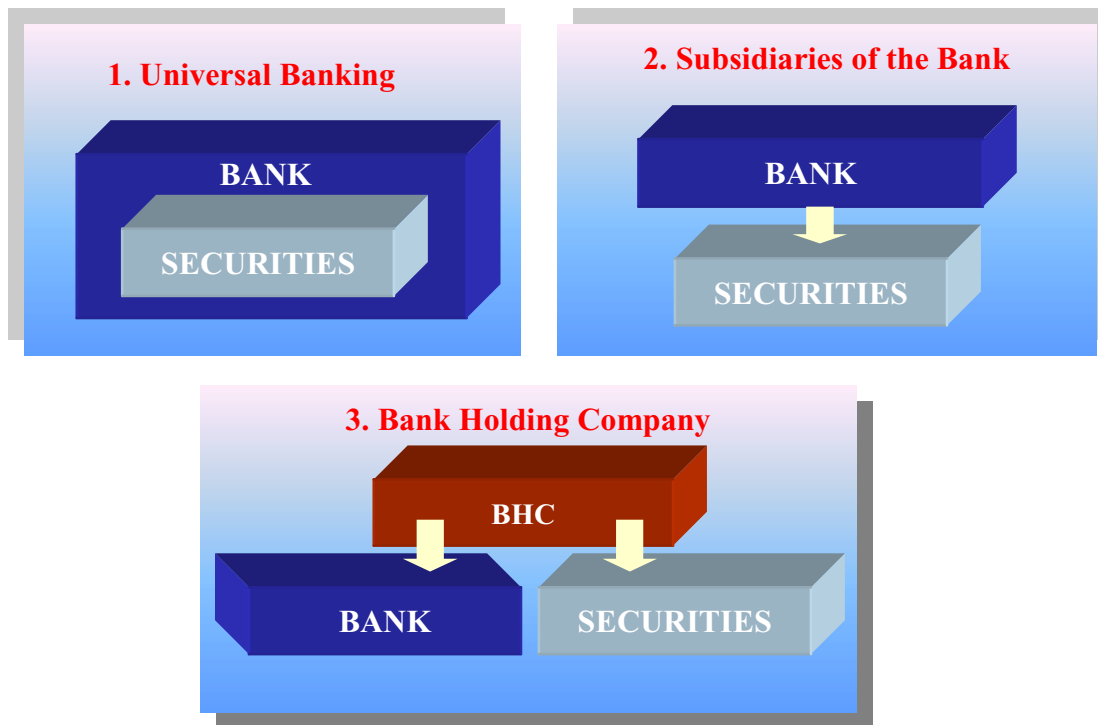 1. Universal Banking
BANK
SECURITIES
2. Subsidiaries of the Bank
BANK
SECURITIES
3. Bank Holding Company
BHC
BANK
SECURITIES